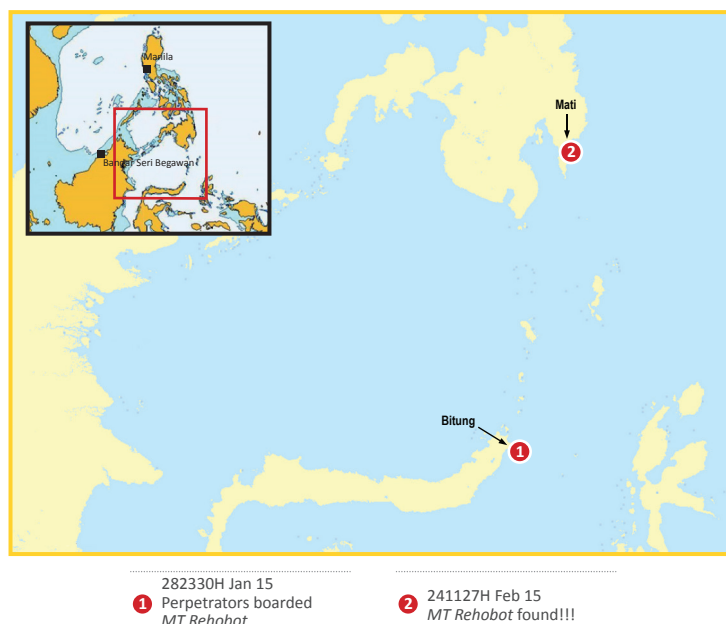 Manila
Bandar Seri Begawan
Mati
2
Bitung
1
282330H Jan 15
1 Perpetrators boarded
MT Rehobot
241127H Feb 15
2 MT Rehobot found!!!